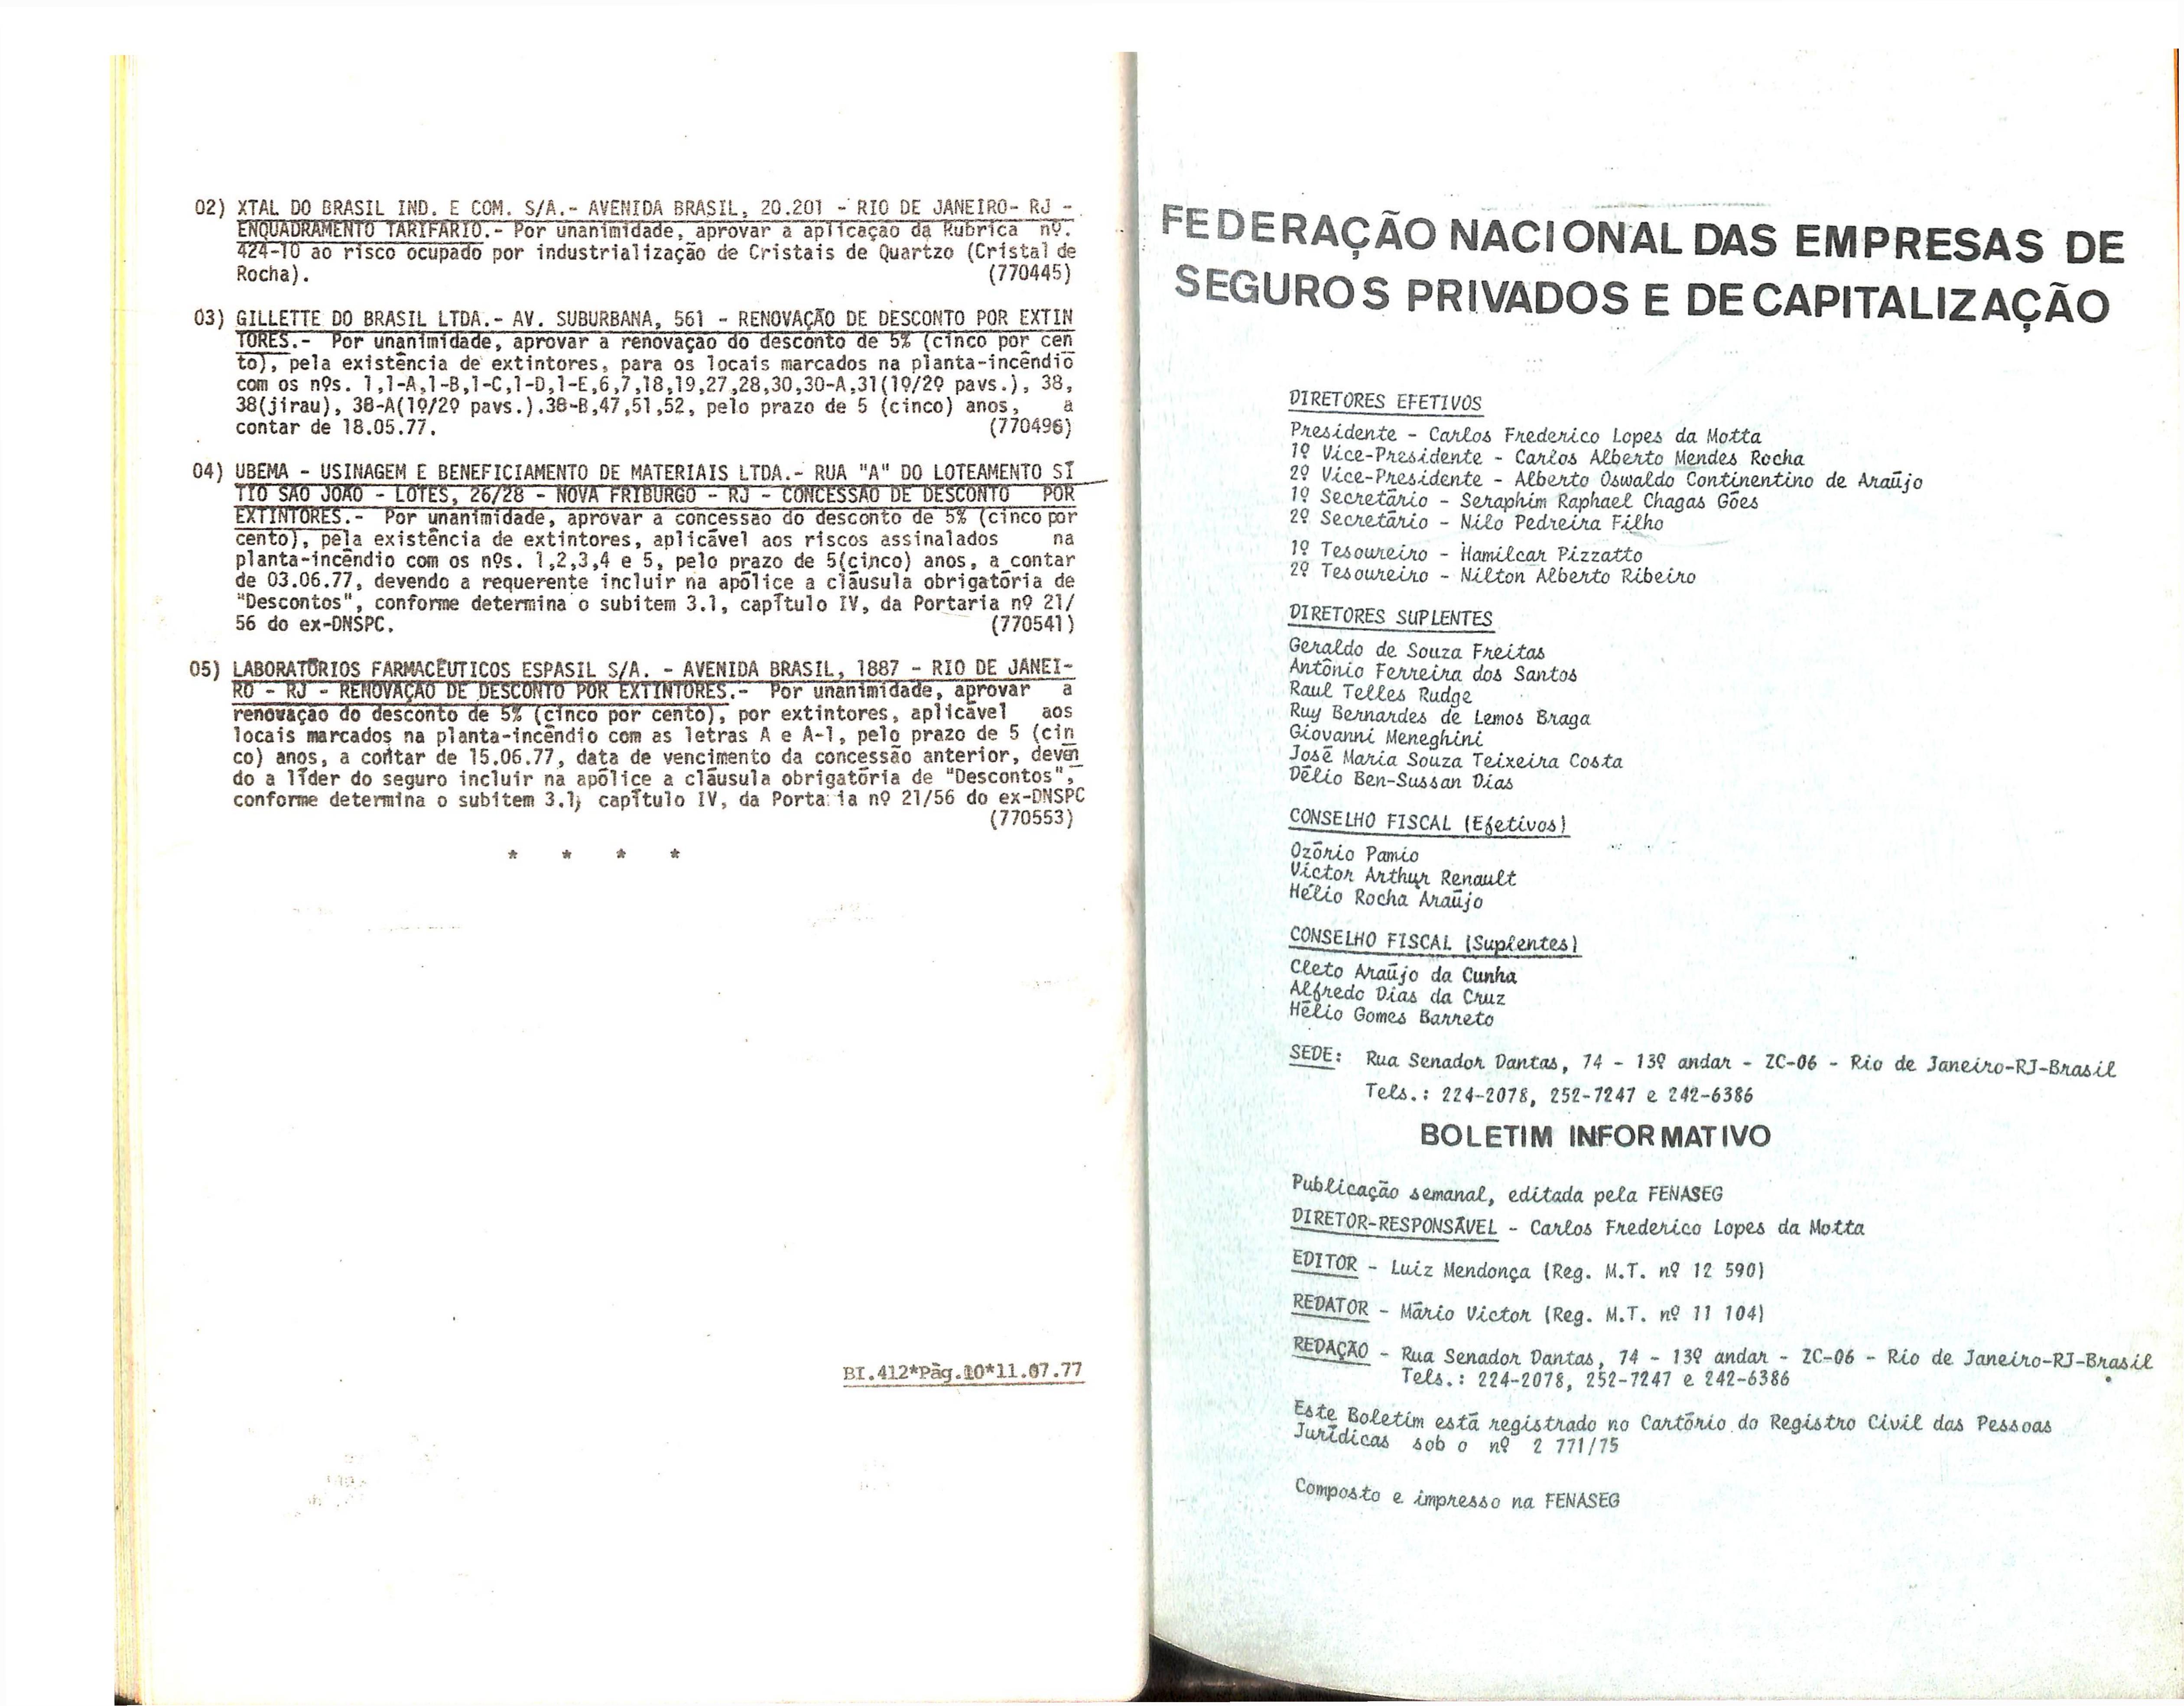 02) XTAL DO BRASIL IND. E COM. S/A.- AVENIDA BRASIL, 20.201 - RIO DE JANEIRO- RJ -
ENQUADRAMENTO TARIFÁRIO.- Por unanimidade, aprovar a aplicação da Rubrica nº.
424-10 ao risco ocupado por industrialização de Cristais de Quartzo (Cristal de
Rocha). (770445)
03) GILLETTE DO BRASIL LTDA.- AV. SUBURBANA, 561 - RENOVAÇÃO DE DESCONTO POR EXTIN
TORES.- Por unânimidade, aprovar a renovação do desconto de 5% (cinco por cen
to), pela existência de extintores, para os locais marcados na planta-incêndio
com os nºs. 1,1-A,1-B,1-C,1-D,1-E,6,7,18,19,27,28,30,30-A,31(1º/2º pavs.), 38,
38(jirau), 38-A(1º/2º pavs.).38-B,47,51,52, pelo prazo de 5 (cinco) anos, a
contar de 18.05.77. (770496)
04) UBEMA - USINAGEM E BENEFICIAMENTO DE MATERIAIS LTDA.- RUA "A" DO LOTEAMENTO SÍ
TIO SÃO JOÃO - LOTES, 26/28 - NOVA FRIBURGO - RJ - CONCESSÃO DE DESCONTO POR
EXTINTORES.- Por unanimidade, aprovar a concessão do desconto de 5% (cinco por
cento), pela existência de extintores, aplicável aos riscos assinalados na
planta-incêndio com os nºs. 1,2,3,4 e 5, pelo prazo de 5(cinco) anos, a contar
de 03.06.77, devendo a requerente incluir na apólice a cláusula obrigatória de
"Descontos", conforme determina o subitem 3.1, capítulo IV, da Portaria nº 21/
56 do ex-DNSPC. (770541)
05) LABORATÓRIOS FARMACÊUTICOS ESPASIL S/A. - AVENIDA BRASIL, 1887 - RIO DE JANEI-
RO - RJ - RENOVAÇÃO DE DESCONTO POR EXTINTORES.- Por unanimidade, aprovar a
renovação do desconto de 5% (cinco por cento), por extintores, aplicável aos
locais marcados na planta-incêndio com as letras A e A-1, pelo prazo de 5 (cin
co) anos, a contar de 15.06.77, data de vencimento da concessão anterior, deven
do a líder do seguro incluir na apólice a cláusula obrigatória de "Descontos",
conforme determina o subitem 3.1, capítulo IV, da Portaria nº 21/56 do ex-DNSPC
(770553)
* * * *
BI.412*Pág.10*11.07.77
FEDERAÇÃO NACIONAL DAS EMPRESAS DE
SEGUROS PRIVADOS E DE CAPITALIZAÇÃO
DIRETORES EFETIVOS
Presidente - Carlos Frederico Lopes da Motta
1º Vice-Presidente - Carlos Alberto Mendes Rocha
2º Vice-Presidente - Alberto Oswaldo Continentino de Araújo
1º Secretário - Seraphim Raphael Chagas Góes
2º Secretário - Nilo Pedreira Filho
1º Tesoureiro - Hamilcar Pizzatto
2º Tesoureiro - Nilton Alberto Ribeiro
DIRETORES SUPLENTES
Geraldo de Souza Freitas
Antônio Ferreira dos Santos
Raul Telles Rudge
Ruy Bernardes de Lemos Braga
Giovanni Meneghini
José Maria Souza Teixeira Costa
Délio Ben-Sussan Dias
CONSELHO FISCAL (Efetivos)
Ozório Pamio
Victor Arthur Renault
Hélio Rocha Araújo
CONSELHO FISCAL (Suplentes)
Cleto Araújo da Cunha
Alfredo Dias da Cruz
Hélio Gomes Barreto
SEDE: Rua Senador Dantas, 74 - 13º andar - ZC-06 - Rio de Janeiro-RJ-Brasil
Tels.: 224-2078, 252-7247 e 242-6386
BOLETIM INFORMATIVO
Publicação semanal, editada pela FENASEG
DIRETOR-RESPONSÁVEL - Carlos Frederico Lopes da Motta
EDITOR - Luiz Mendonça (Reg. M.T. nº 12 590)
REDATOR - Mário Victor (Reg. M.T. nº 11 104)
REDAÇÃO - Rua Senador Dantas, 74 - 13º andar - ZC-06 - Rio de Janeiro-RJ-Brasil
Tels.: 224-2078, 252-7247 e 242-6386
Este Boletim está registrado no Cartório do Registro Civil das Pessoas
Jurídicas sob o nº 2 771/75
Composto e impresso na FENASEG